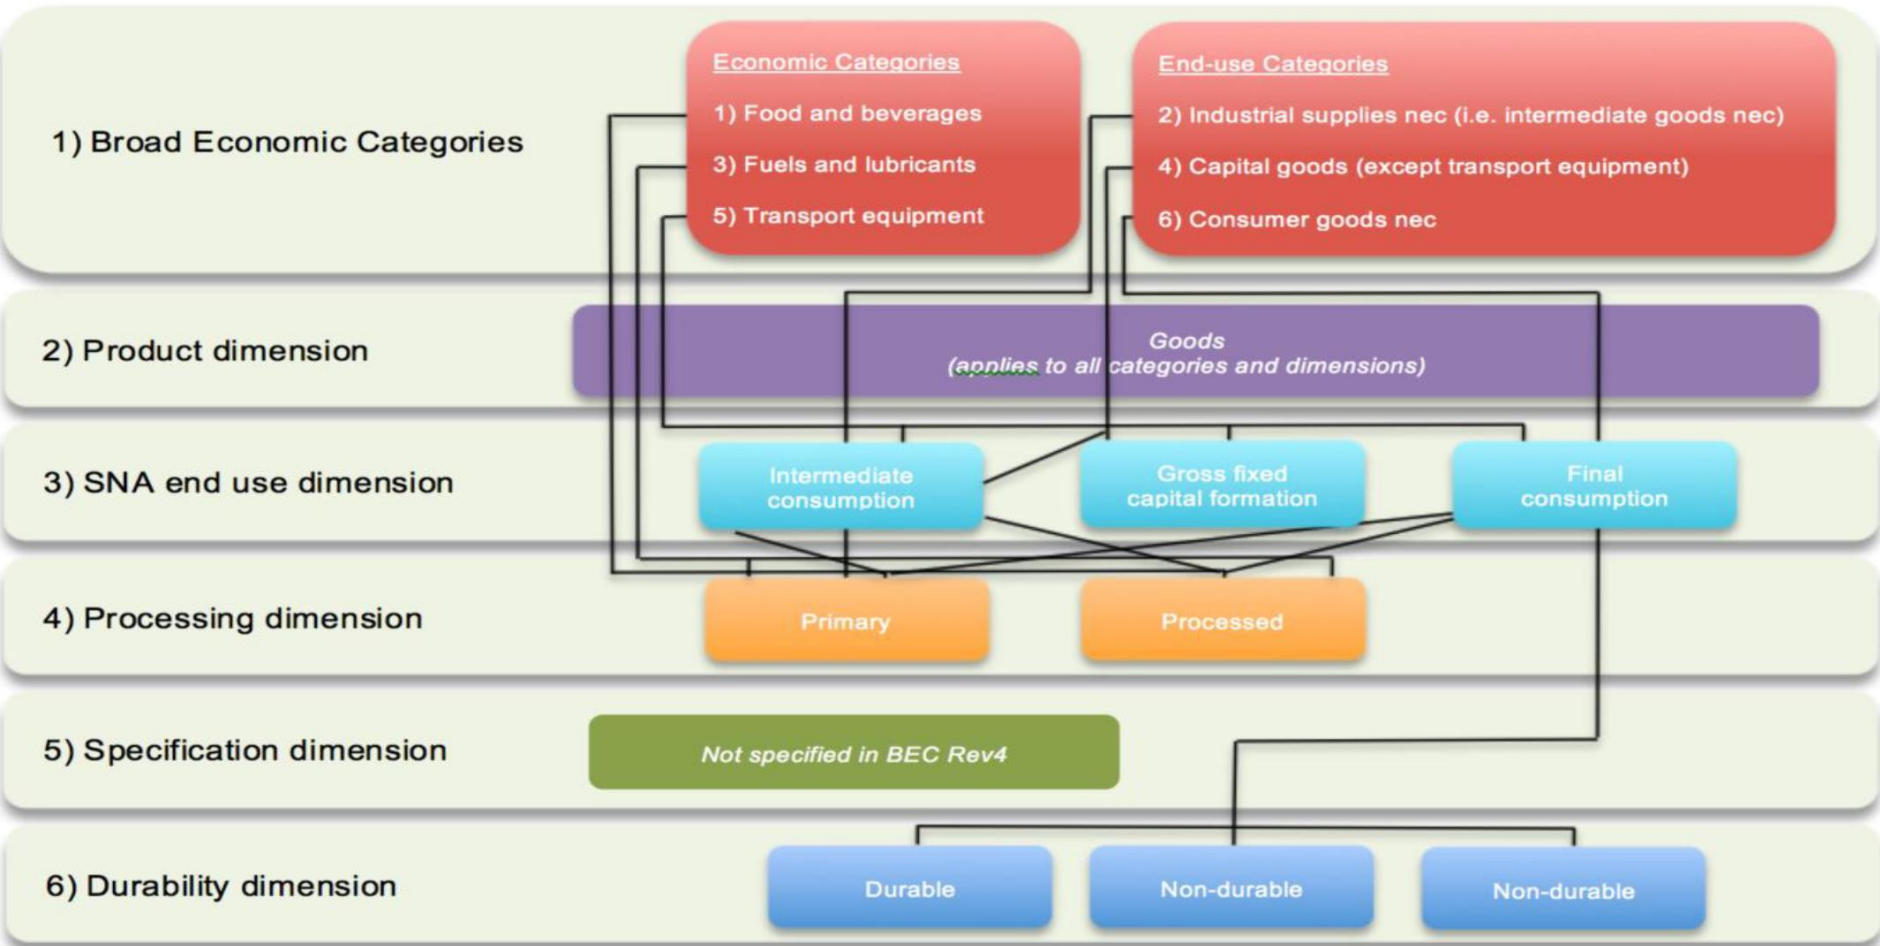 1) Broad Economic Categories
Economic Categories
1) Food and beverages
3) Fuels and lubricants
5) Transport equipment
End-use Categories
2) Industrial supplies nec (i.e. intermediate goods nec)
4) Capital goods (except transport equipment)
6) Consumer goods nec
2) Product dimension
Goods
(applies to all categories and dimensions)
3) SNA end use dimension
Intermediate
consumption
Gross fixed
capital formation
Final
consumption
4) Processing dimension
Primary
Processed
5) Specification dimension
Not specified in BEC Rev4
6) Durability dimension
Durable
Non-durable
Non-durable